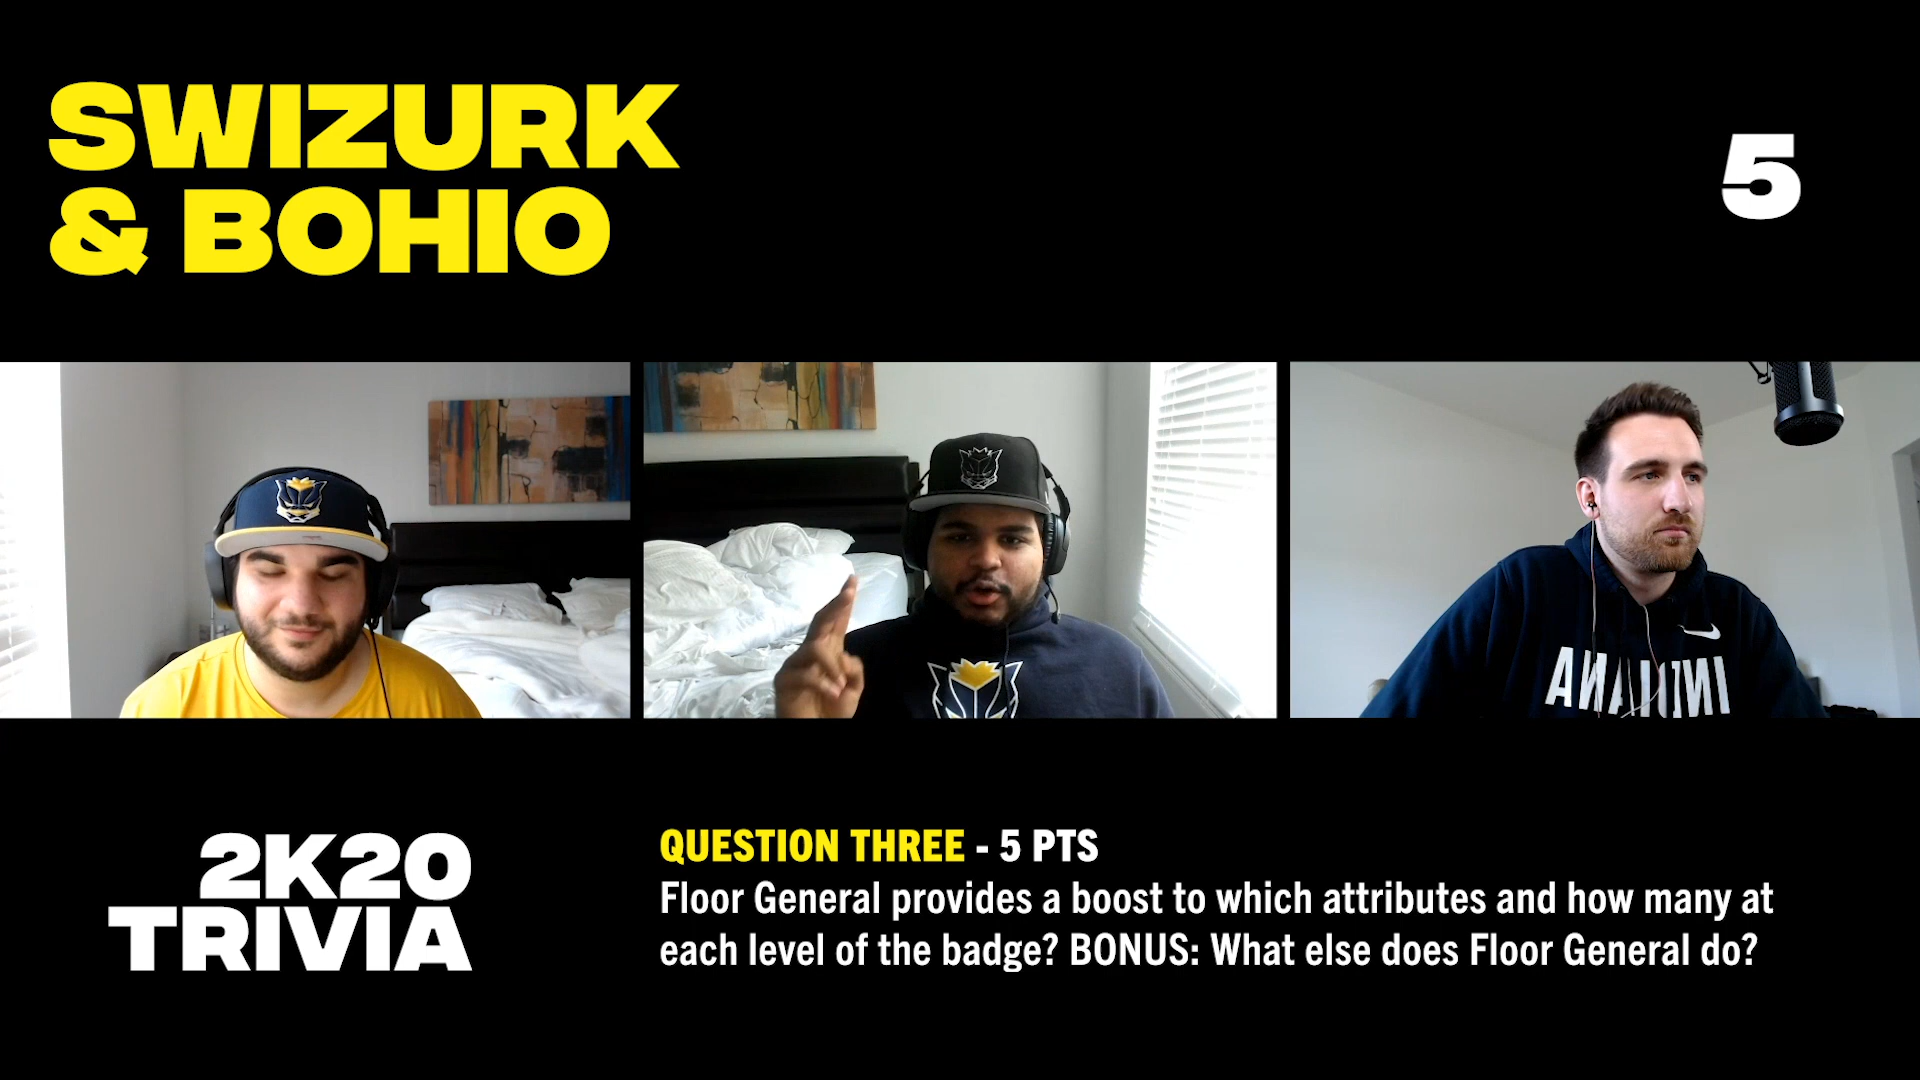 SWIZURK
& BOHIO
5
INDIANA
2K20
TRIVIA
QUESTION THREE - 5 PTS
Floor General provides a boost to which attributes and how many at
each level of the badge? BONUS: What else does Floor General do?